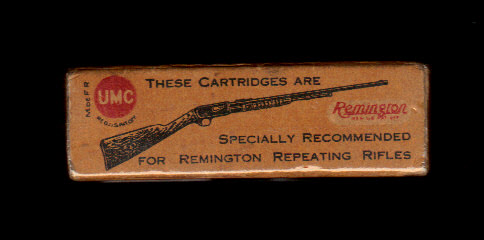 THESE CARTRIDGES ARE
UMC
Remington
SPECIALLY RECOMMENDED
FOR REMINGTON REPEATING RIFLES